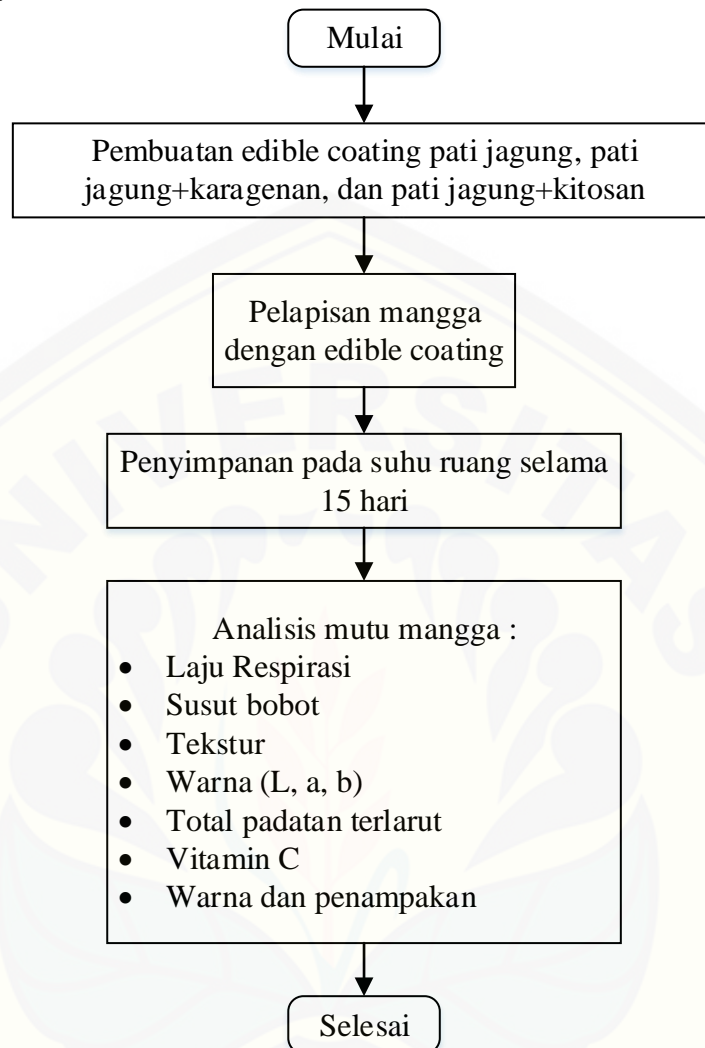 Mulai
Pembuatan edible coating pati jagung, pati
jagung+karagenan, dan pati jagung+kitosan
Pelapisan mangga
dengan edible coating
Penyimpanan pada suhu ruang selama
15 hari
Analisis mutu mangga :
• Laju Respirasi
• Susut bobot
• Tekstur
• Warna (L, a, b)
• Total padatan terlarut
• Vitamin C
• Warna dan penampakan
Selesai
UNIVERSITAS